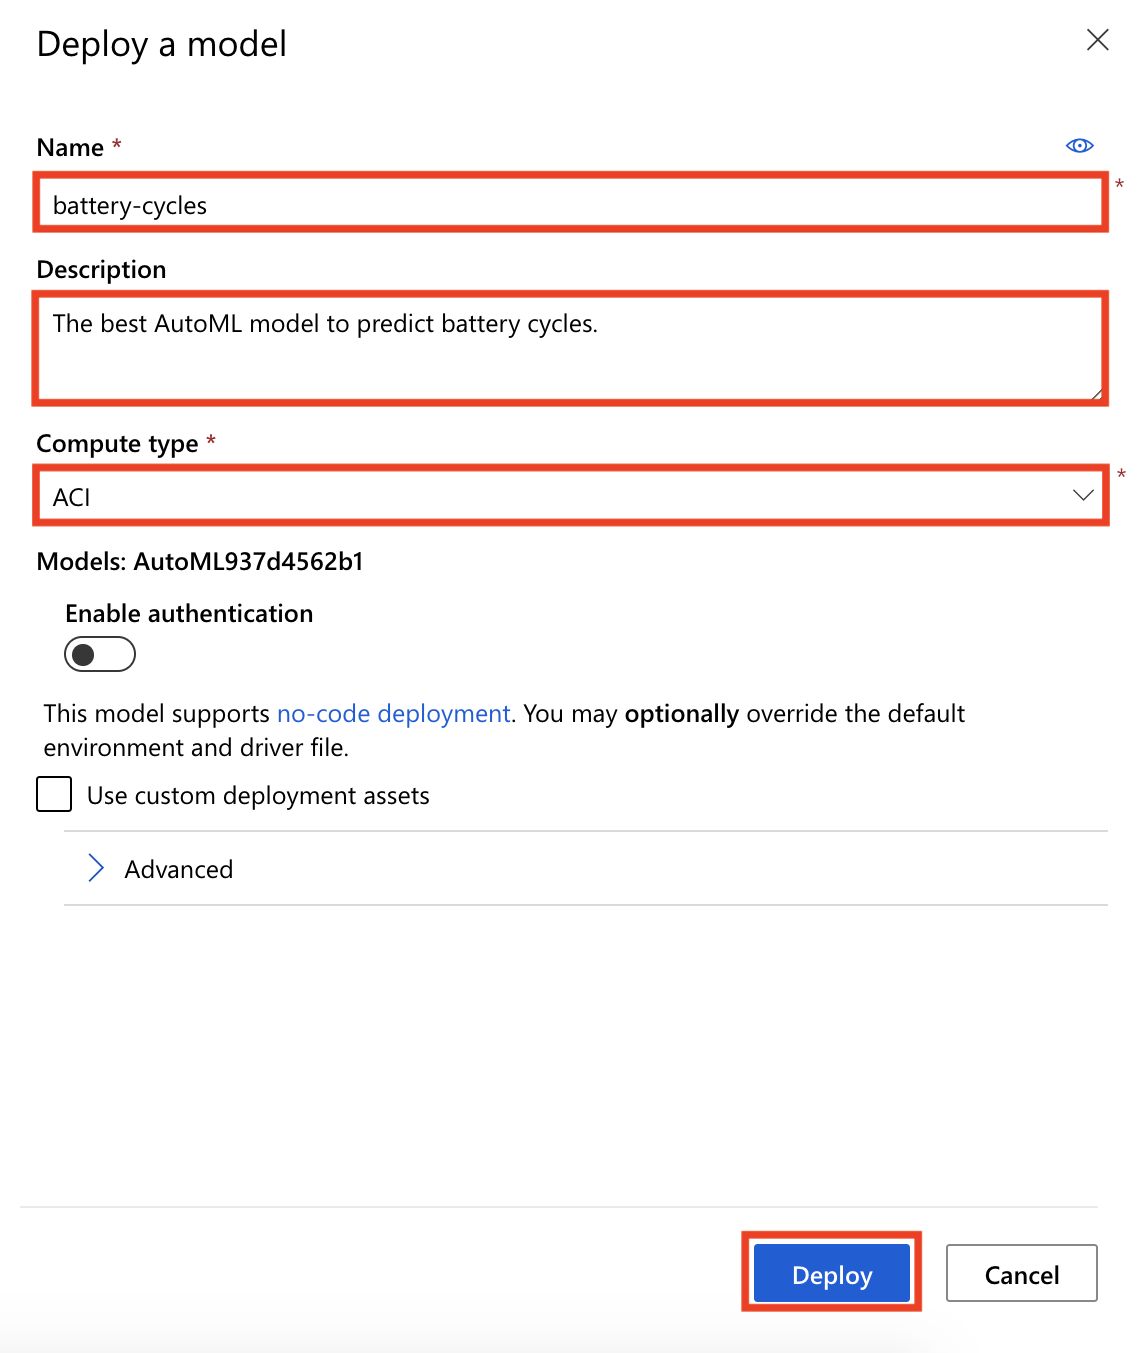 Deploy a model
Name *
battery-cycles
*
Description
The best AutoML model to predict battery cycles.
Compute type *
ACI
*
Models: AutoML937d4562b1
Enable authentication
This model supports no-code deployment. You may optionally override the default
environment and driver file.
Use custom deployment assets
Advanced
Deploy
Cancel